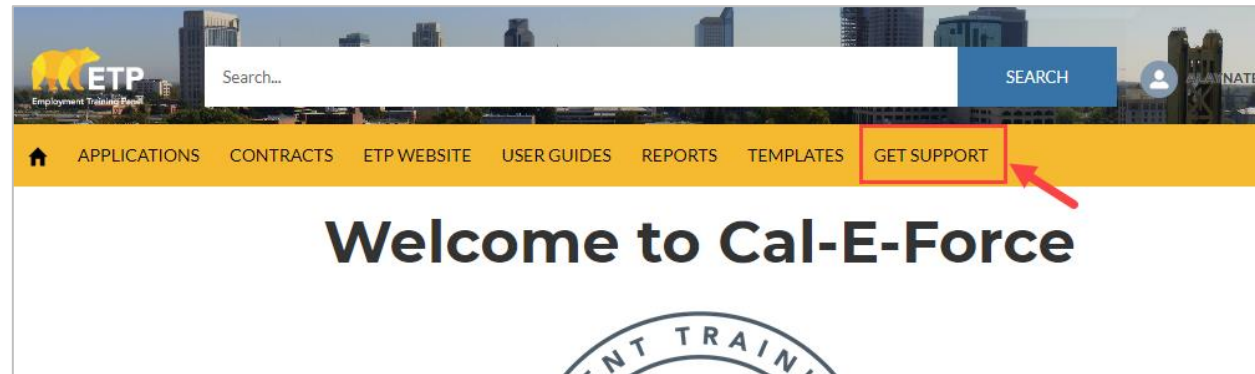 ETP
Employment Training Panel
Search...
SEARCH
APPLICATIONS CONTRACTS ETP WEBSITE USER GUIDES REPORTS TEMPLATES GET SUPPORT
Welcome to Cal-E-Force
TRAIN